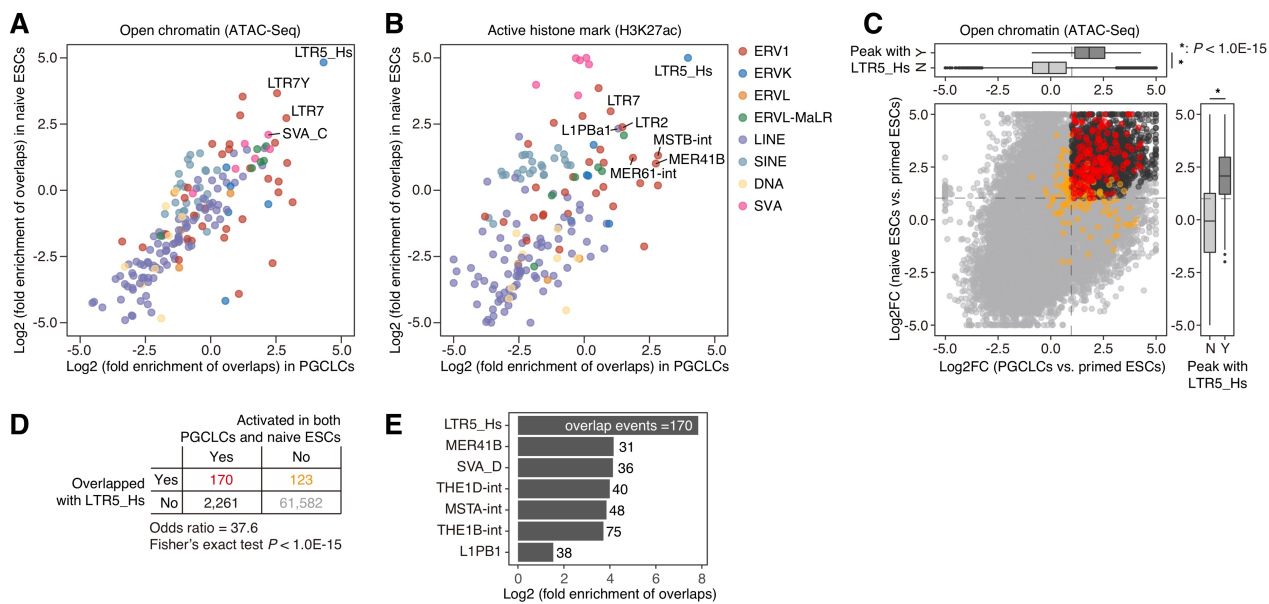 A
Open chromatin (ATAC-Seq)
Log2 (fold enrichment of overlaps) in naive ESCs
5.0
2.5
0.0
-2.5
-5.0
LTR5_Hs
LTR7Y
LTR7
SVA_C
-5.0 -2.5 0.0 2.5 5.0
Log2 (fold enrichment of overlaps) in PGCLCs
B
Active histone mark (H3K27ac)
Log2 (fold enrichment of overlaps) in naive ESCs
5.0
2.5
0.0
-2.5
-5.0
LTR5_Hs
LTR7
L1PBa1
LTR2
MSTB-int
MER41B
MER61-int
-5.0 -2.5 0.0 2.5 5.0
Log2 (fold enrichment of overlaps) in PGCLCs
ERV1
ERVK
ERVL
ERVL-MaLR
LINE
SINE
DNA
SVA
C
Open chromatin (ATAC-Seq)
Peak with
LTR5_Hs
Y
N
*: P < 1.0E-15
*
Log2FC (naive ESCs vs. primed ESCs)
5.0
2.5
0.0
-2.5
-5.0
-5.0 -2.5 0.0 2.5 5.0
Log2FC (PGCLCs vs. primed ESCs)
*
5.0
2.5
0.0
-2.5
-5.0
N Y
Peak with
LTR5_Hs
D
Activated in both
PGCLCs and naive ESCs
Yes No
Overlapped
with LTR5_Hs
Yes 170 123
No 2,261 61,582
Odds ratio = 37.6
Fisher's exact test P < 1.0E-15
E
LTR5_Hs overlap events =170
MER41B 31
SVA_D 36
THE1D-int 40
MSTA-int 48
THE1B-int 75
L1PB1 38
0 2 4 6 8
Log2 (fold enrichment of overlaps)